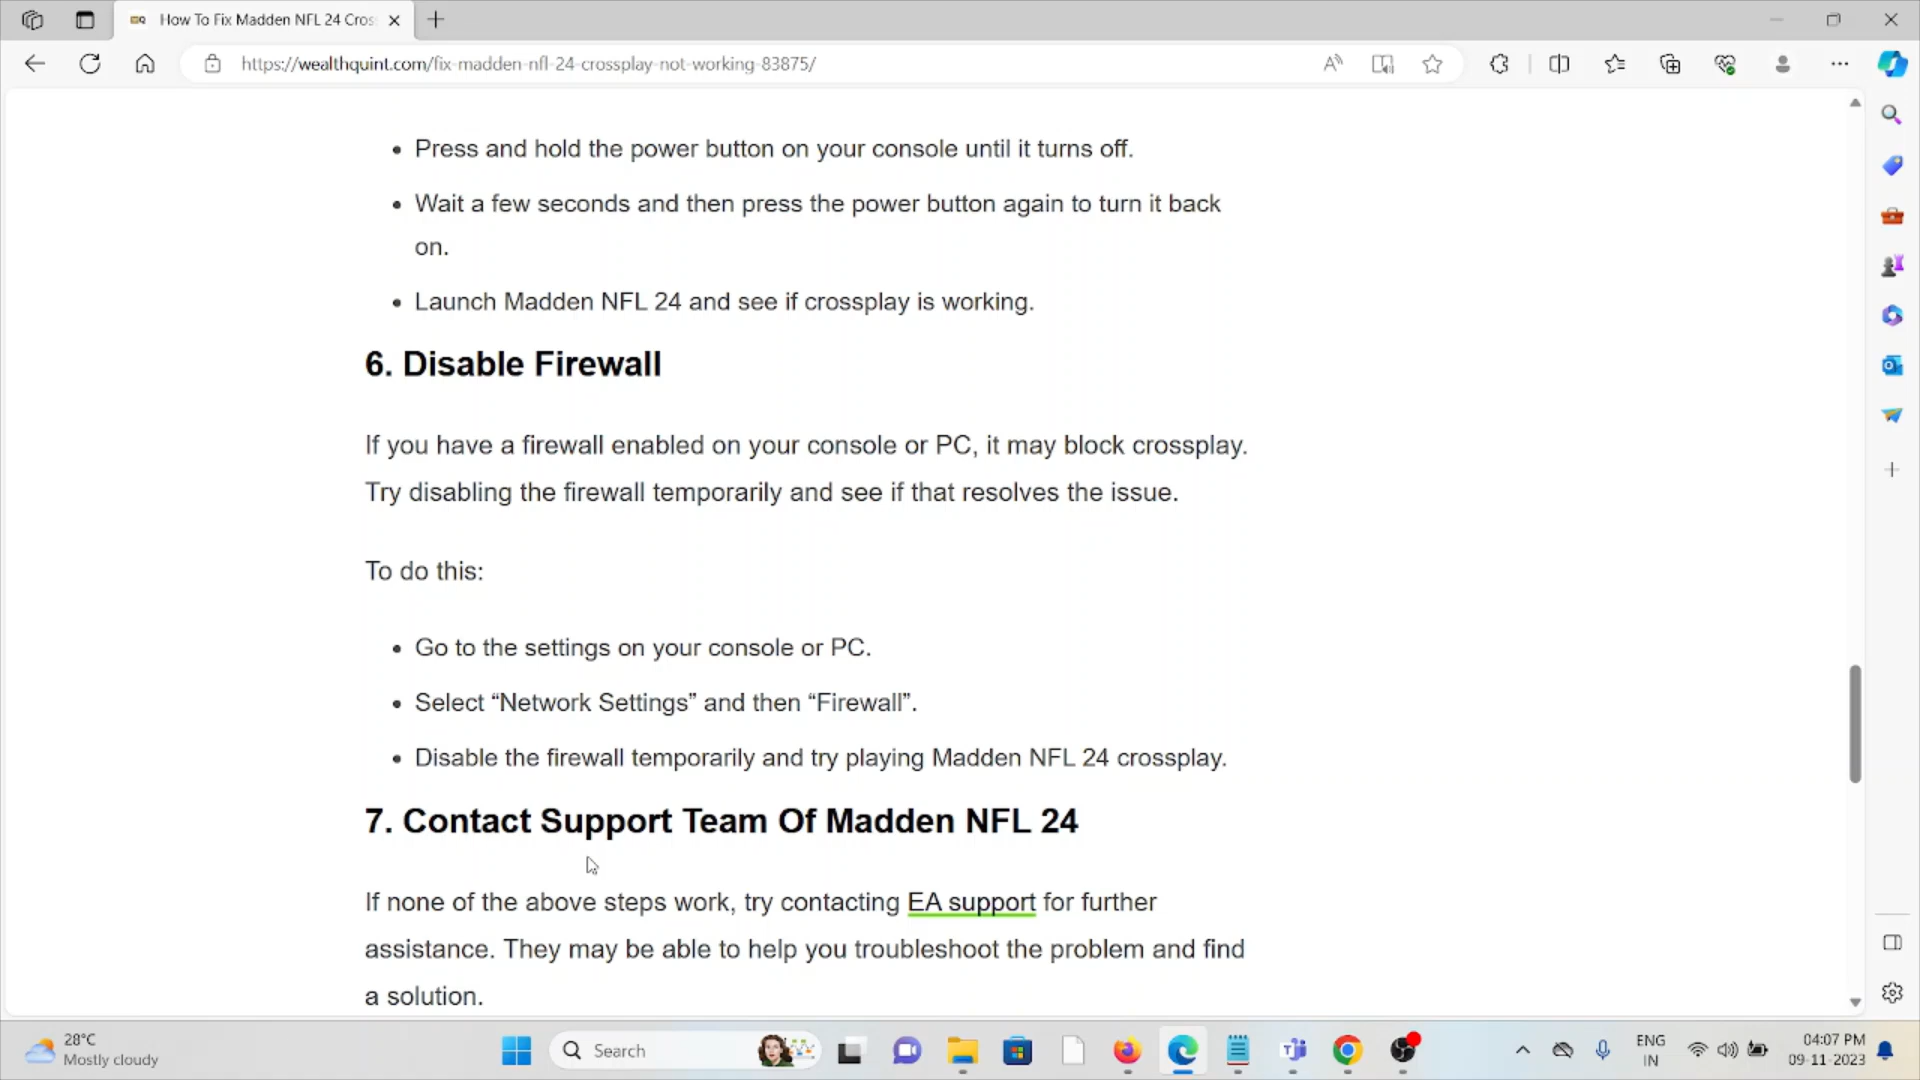 How To Fix Madden NFL 24 Cros
https://wealthquint.com/fix-madden-nfl-24-crossplay-not-working-83875/
• Press and hold the power button on your console until it turns off.
• Wait a few seconds and then press the power button again to turn it back
on.
• Launch Madden NFL 24 and see if crossplay is working.
6. Disable Firewall
If you have a firewall enabled on your console or PC, it may block crossplay.
Try disabling the firewall temporarily and see if that resolves the issue.
To do this:
• Go to the settings on your console or PC.
• Select “Network Settings” and then “Firewall”.
• Disable the firewall temporarily and try playing Madden NFL 24 crossplay.
7. Contact Support Team Of Madden NFL 24
If none of the above steps work, try contacting EA support for further
assistance. They may be able to help you troubleshoot the problem and find
a solution.
28°C
Mostly cloudy
Search
ENG
IN
04:07 PM
09-11-2023